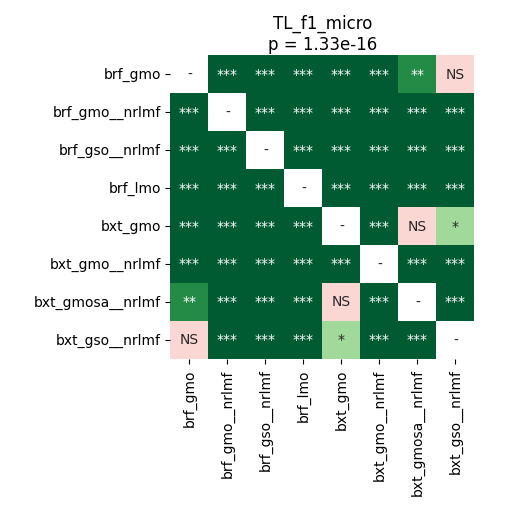 TL_f1_micro
p = 1.33e-16
brf_gmo - *** *** *** *** *** ** NS
brf_gmo__nrlmf *** - *** *** *** *** *** ***
brf_gso__nrlmf *** *** - *** *** *** *** ***
brf_lmo *** *** *** - *** *** *** ***
bxt_gmo *** *** *** *** - *** NS *
bxt_gmo__nrlmf *** *** *** *** *** - *** ***
bxt_gmosa__nrlmf ** *** *** *** NS *** - ***
bxt_gso__nrlmf NS *** *** *** * *** *** -
brf_gmo
brf_gmo__nrlmf
brf_gso__nrlmf
brf_lmo
bxt_gmo
bxt_gmo__nrlmf
bxt_gmosa__nrlmf
bxt_gso__nrlmf